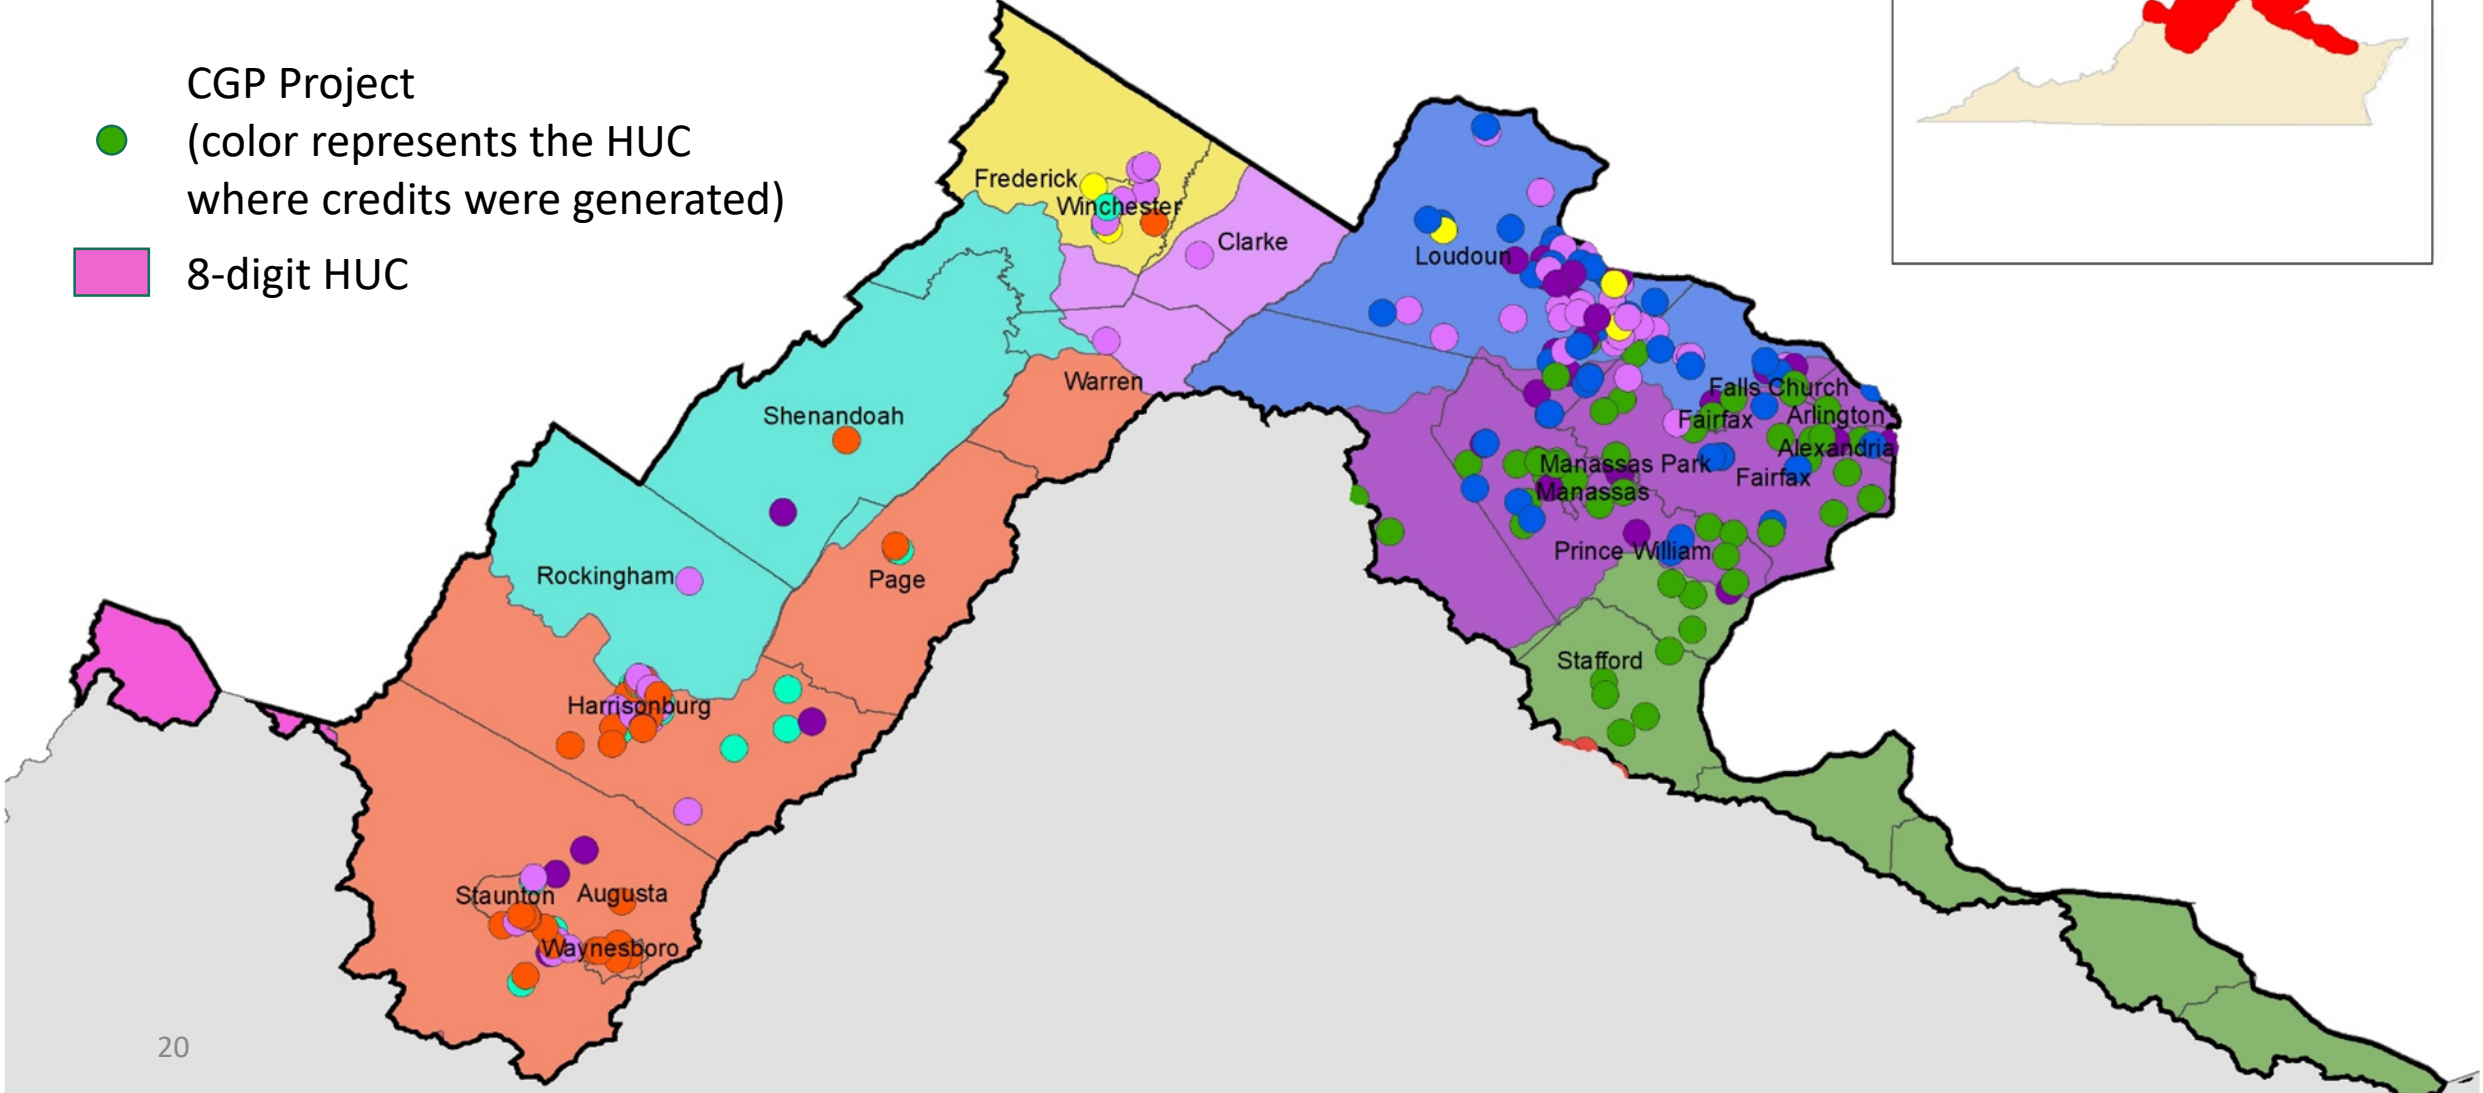 CGP Project
(color represents the HUC
where credits were generated)
8-digit HUC
Frederick
Winchester
Clarke
Loudoun
Warren
Shenandoah
Falls Church
Fairfax
Arlington
Alexandria
Manassas Park
Fairfax
Manassas
Prince William
Rockingham
Page
Stafford
Harrisonburg
Staunton
Augusta
Waynesboro
20